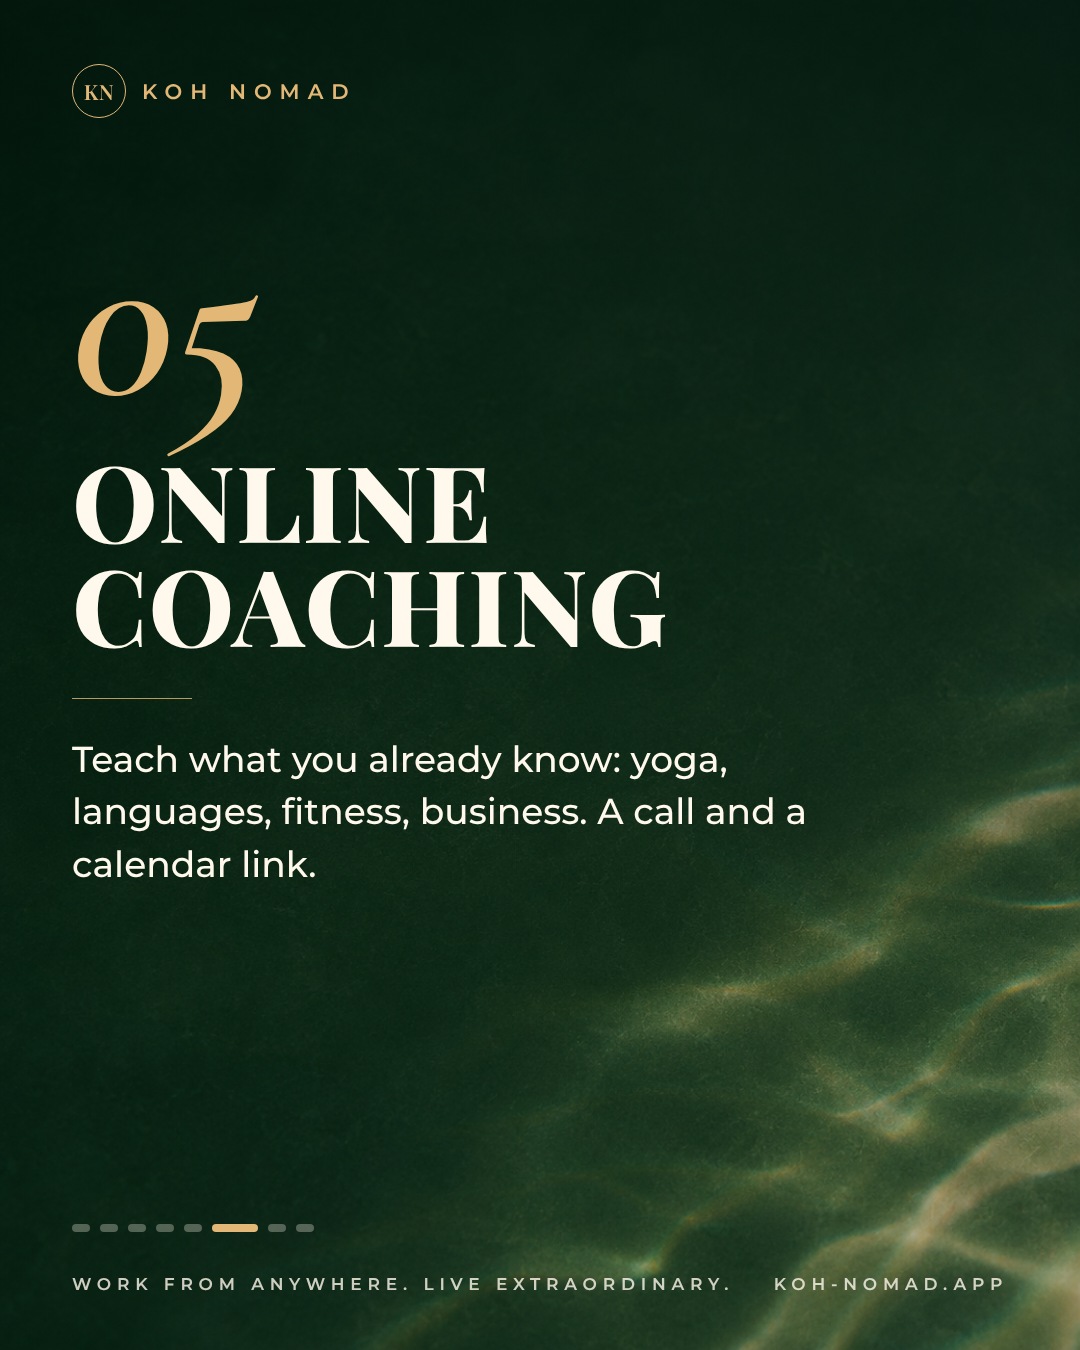 KN KOH NOMAD
05
ONLINE
COACHING
Teach what you already know: yoga,
languages, fitness, business. A call and a
calendar link.
WORK FROM ANYWHERE. LIVE EXTRAORDINARY. KOH-NOMAD.APP